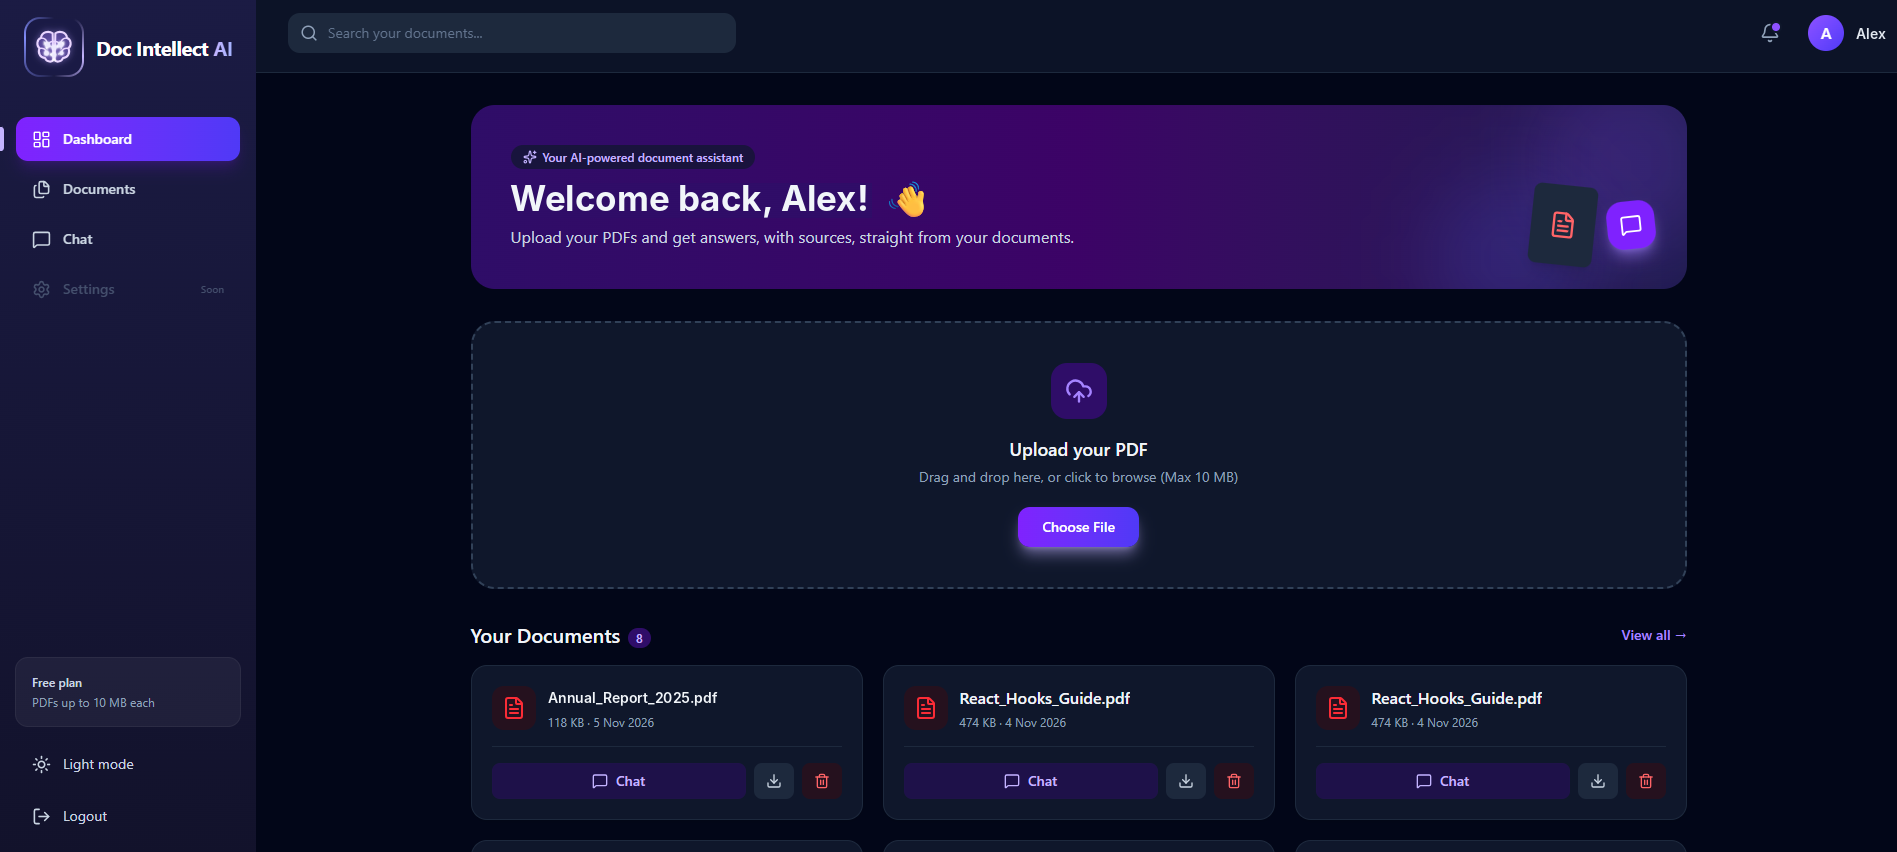 Doc Intellect AI
Search your documents...
A
Alex
Dashboard
Documents
Chat
Settings
Soon
Your AI-powered document assistant
Welcome back, Alex! 👋
Upload your PDFs and get answers, with sources, straight from your documents.
Upload your PDF
Drag and drop here, or click to browse (Max 10 MB)
Choose File
Your Documents 8
View all →
Annual_Report_2025.pdf
118 KB · 5 Nov 2026
Chat
React_Hooks_Guide.pdf
474 KB · 4 Nov 2026
Chat
React_Hooks_Guide.pdf
474 KB · 4 Nov 2026
Chat
Free plan
PDFs up to 10 MB each
Light mode
Logout